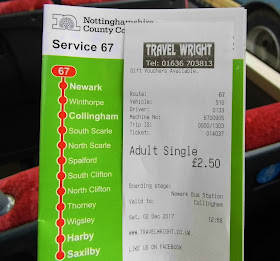 Nottinghamshire
County Co
Service 67
67
Newark
Winthorpe
Collingham
South Scarle
North Scarle
Spalford
South Clifton
North Clifton
Thorney
Wigsley
Harby
Saxilby
TRAVEL WRIGHT
Tel: 01636 703813
Gift Vouchers Available.
Route: 67
Vehicle: 516
Driver: 0133
Machine No: 6700905
Trip ID: 0000/1303
Ticket: 014037
Adult Single
£2.50
Boarding stage:
Newark Bus Station
Valid to: Collingham
Sat, 02 Dec 2017 12:56
WWW.TRAVELWRIGHT.CO.UK
LIKE US ON FACEBOOK